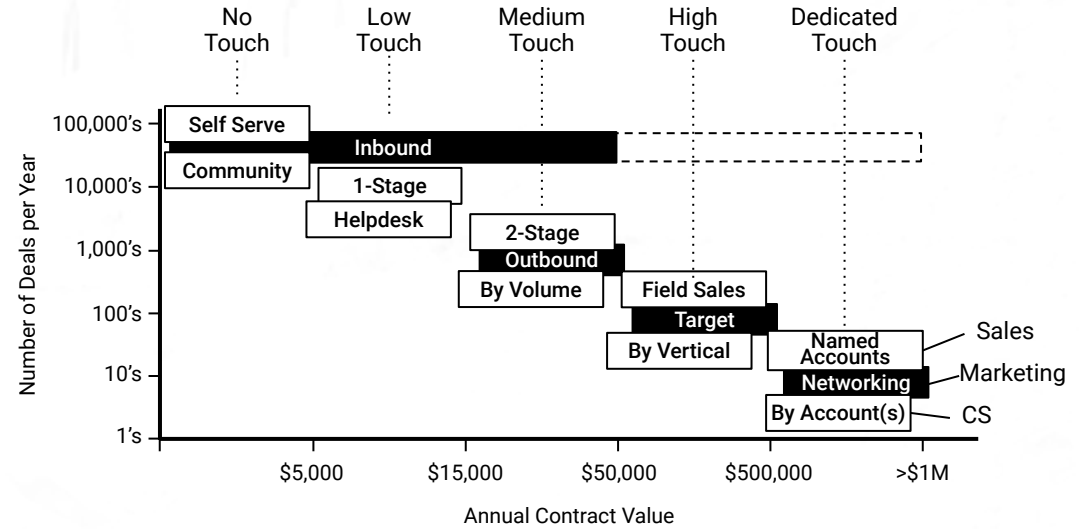 No
Touch
Low
Touch
Medium
Touch
High
Touch
Dedicated
Touch
Number of Deals per Year
100,000’s
10,000’s
1,000’s
100’s
10’s
1’s
Self Serve
Inbound
Community
1-Stage
Helpdesk
2-Stage
Outbound
By Volume
Field Sales
Target
By Vertical
Named
Accounts
Networking
By Account(s)
Sales
Marketing
CS
$5,000
$15,000
$50,000
$500,000
>$1M
Annual Contract Value